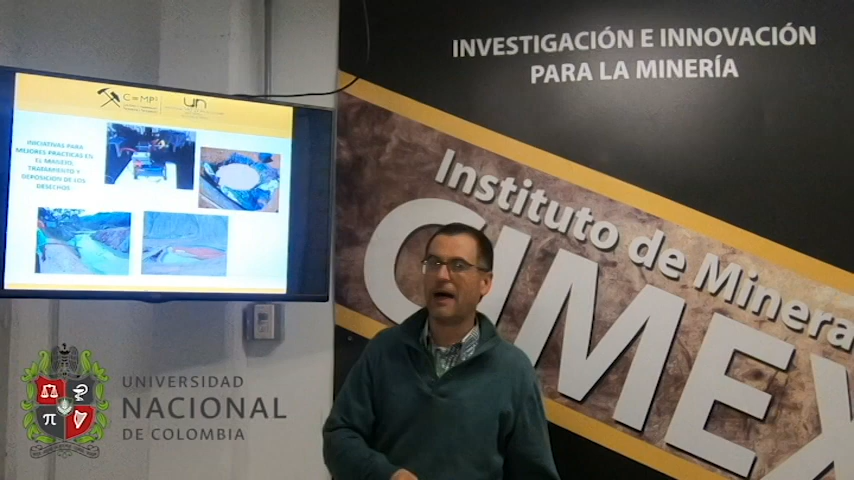 INVESTIGACIÓN E INNOVACIÓN
PARA LA MINERÍA
Instituto de Minera
CIMEX
INICIATIVAS PARA
MEJORES PRACTICAS EN
EL MANEJO,
TRATAMIENTO Y
DEPOSICION DE LOS
DESECHOS
UNIVERSIDAD
NACIONAL
DE COLOMBIA